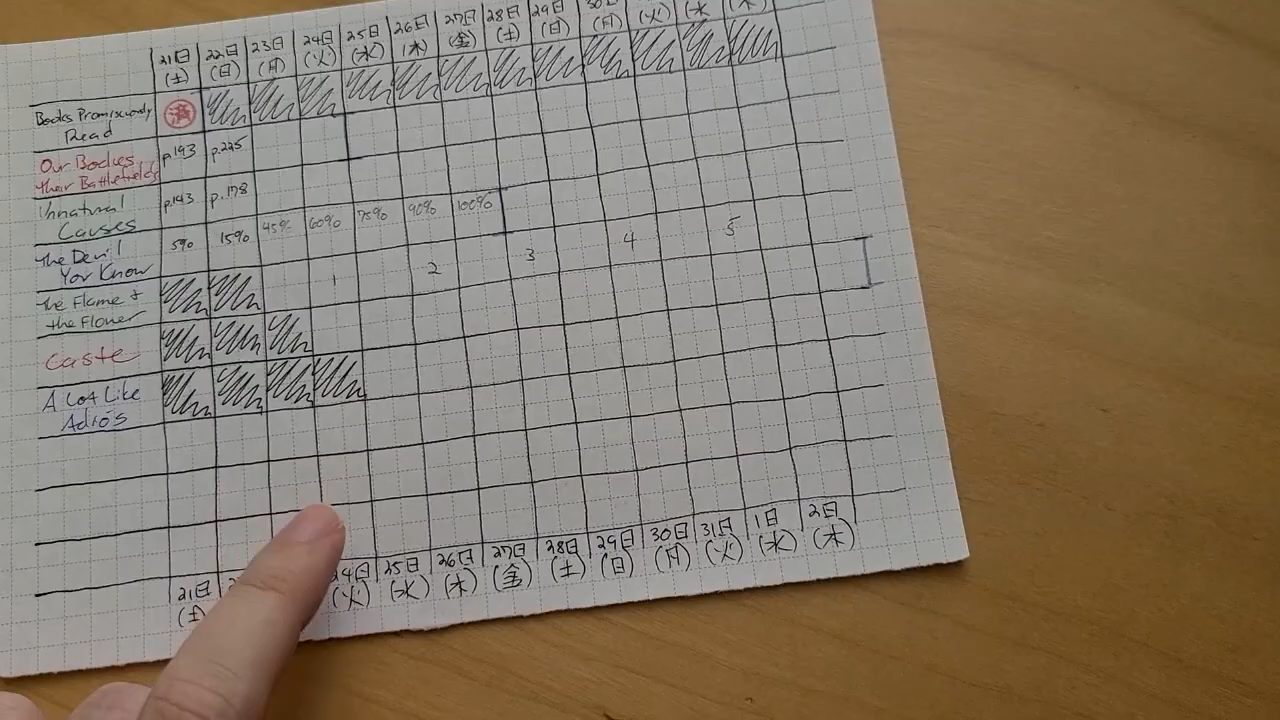 21日 22日 23日 24日 25日 26日 27日 28日 29日 30日
(土) (日) (月) (火) (水) (木) (金) (土) (日) (月) (火) (水 (木)
Books Promiscuously
Read
済
Our Bodies
Their Battlefields
p.193 p.225
Unnatural
Causes
p.143 p.178
The Devil
You Know
5% 15% 45% 60% 75% 90% 100%
The Flame &
the Flower
1 2 3 4 5
Caste
A Lot Like
Adiós
21日 24日 25日 26日 27日 28日 29日 30日 31日 1日 2日
(土) (火) (水) (木) (金) (土) (日) (月) (火) (水) (木)